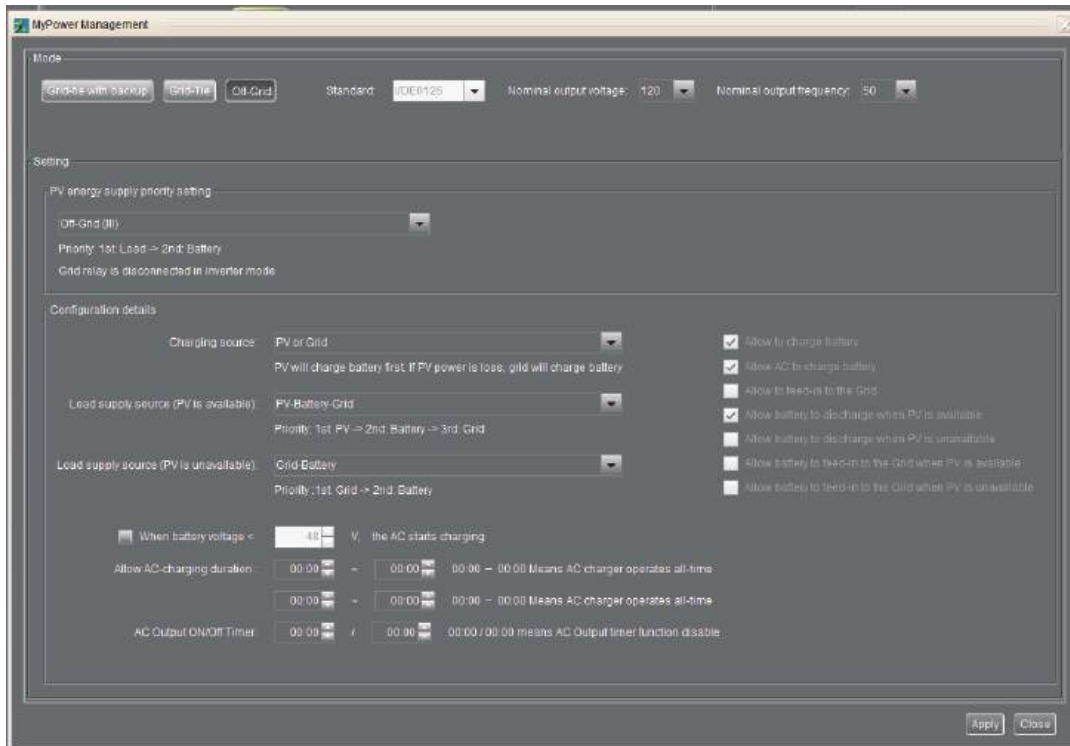 MyPower Management
Mode
Grid-tie with backup Grid-Tie Off-Grid Standard: VDE0126 Nominal output voltage: 120 Nominal output frequency: 50
Setting
PV energy supply priority setting
Off-Grid (III)
Priority: 1st: Load -> 2nd: Battery
Grid relay is disconnected in inverter mode
Configuration details
Charging source: PV or Grid
PV will charge battery first. If PV power is loss, grid will charge battery
Load supply source (PV is available): PV-Battery-Grid
Priority: 1st: PV -> 2nd: Battery -> 3rd: Grid
Load supply source (PV is unavailable): Grid-Battery
Priority :1st: Grid -> 2nd: Battery
Allow to charge battery
Allow AC to charge battery
Allow to feed-in to the Grid
Allow battery to discharge when PV is available
Allow battery to discharge when PV is unavailable
Allow battery to feed-in to the Grid when PV is available
Allow battery to feed-in to the Grid when PV is unavailable
When battery voltage < 48 V, the AC starts charging
Allow AC-charging duration: 00:00 ~ 00:00 00:00 ~ 00:00 Means AC charger operates all-time
00:00 ~ 00:00 00:00 ~ 00:00 Means AC charger operates all-time
AC Output ON/Off Timer: 00:00 / 00:00 00:00 / 00:00 means AC Output timer function disable
Apply Close